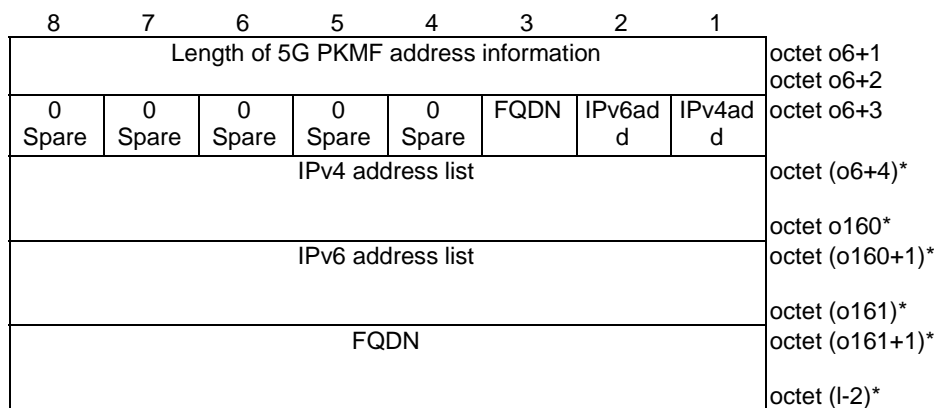 8 7 6 5 4 3 2 1
Length of 5G PKMF address information octet o6+1
octet o6+2
0 0 0 0 0 FQDN IPv6ad IPv4ad octet o6+3
Spare Spare Spare Spare Spare d d
IPv4 address list octet (o6+4)*
octet o160*
IPv6 address list octet (o160+1)*
octet (o161)*
FQDN octet (o161+1)*
octet (l-2)*